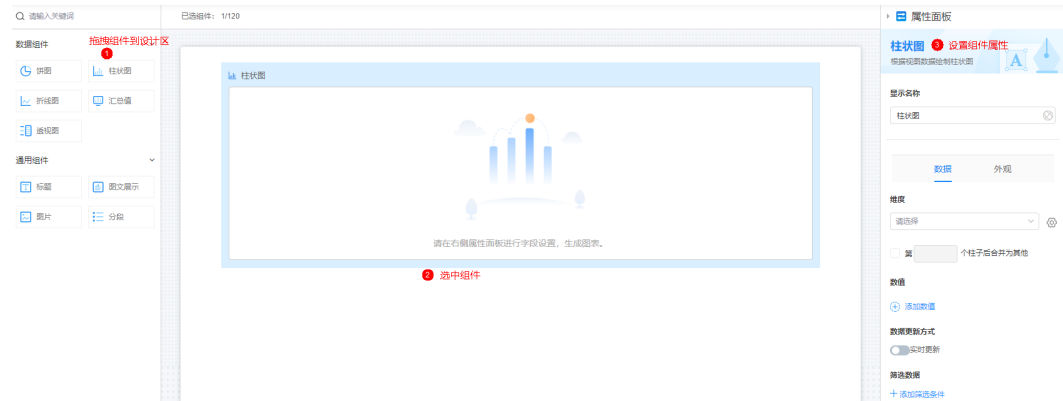 请输入关键词
已选组件: 1/120
属性面板
数据组件
拖拽组件到设计区
1
饼图
柱状图
折线图
汇总值
透视图
通用组件
标题
图文展示
图片
分段
柱状图
请在右侧属性面板进行字段设置，生成图表。
2 选中组件
柱状图 3 设置组件属性
根据视图数据绘制柱状图
A
显示名称
柱状图
数据 外观
维度
请选择
第 个柱子后合并为其他
数值
添加数值
数据更新方式
实时更新
筛选数据
添加筛选条件